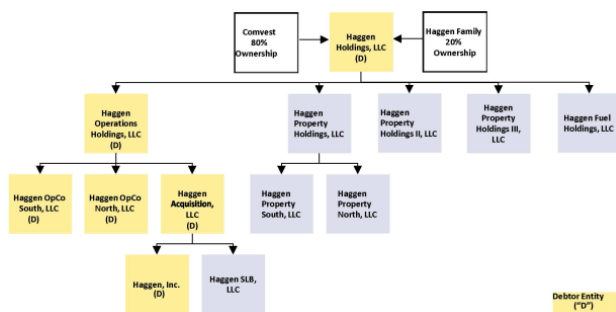 Comvest
80%
Ownership
Haggen
Holdings, LLC
(D)
Haggen Family
20%
Ownership
Haggen
Operations
Holdings, LLC
(D)
Haggen
Property
Holdings, LLC
Haggen
Property
Holdings II, LLC
Haggen
Property
Holdings III,
LLC
Haggen Fuel
Holdings, LLC
Haggen OpCo
South, LLC
(D)
Haggen OpCo
North, LLC
(D)
Haggen
Acquisition,
LLC
(D)
Haggen
Property
South, LLC
Haggen
Property
North, LLC
Haggen, Inc.
(D)
Haggen SLB,
LLC
Debtor Entity
("D")